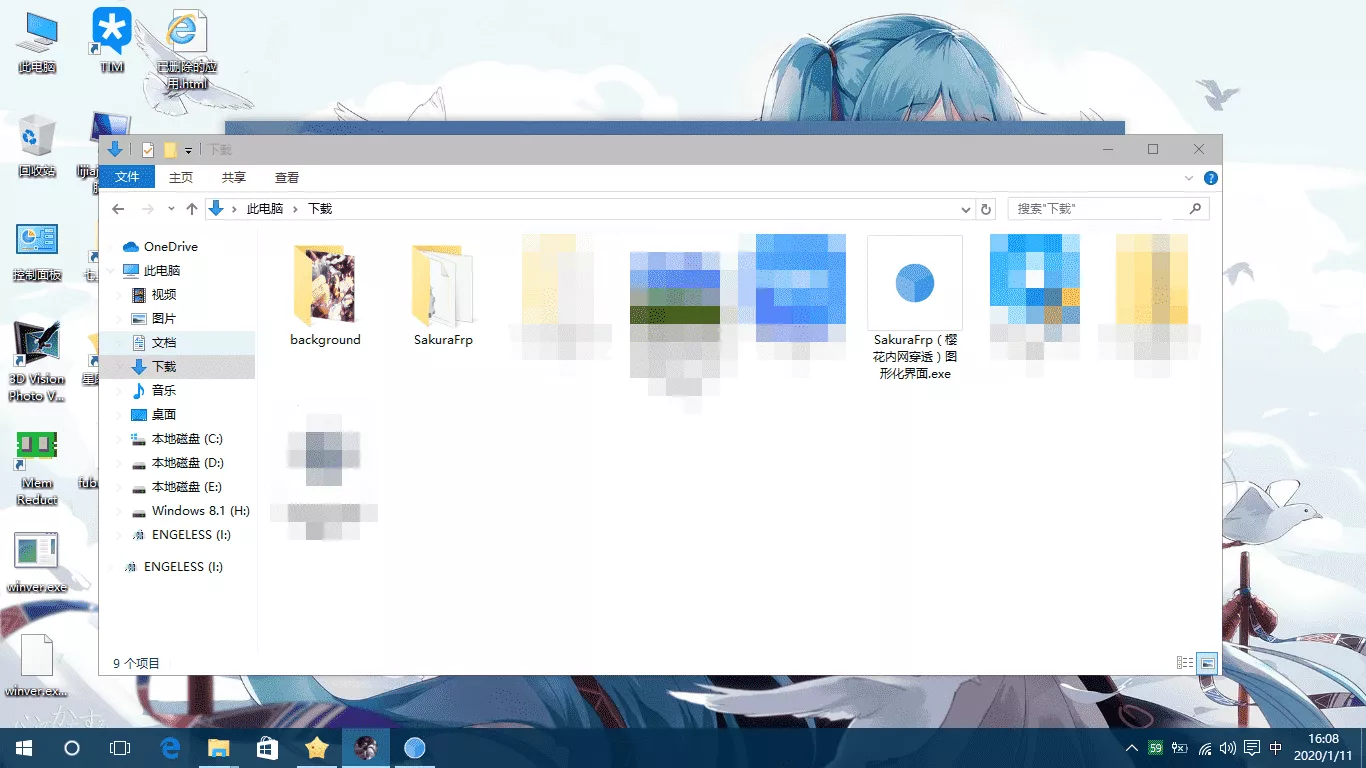 此电脑
TIM
已删除的应
用.html
回收站
控制面板
3D Vision
Photo V...
Mem
Reduct
winver.exe
winver.ex...
下载
文件
主页
共享
查看
此电脑
下载
搜索"下载"
OneDrive
此电脑
视频
图片
文档
下载
音乐
桌面
本地磁盘 (C:)
本地磁盘 (D:)
本地磁盘 (E:)
Windows 8.1 (H:)
ENGELESS (I:)
ENGELESS (I:)
background
SakuraFrp
SakuraFrp（樱
花内网穿透）图
形化界面.exe
9 个项目
59
中
16:08
2020/1/11